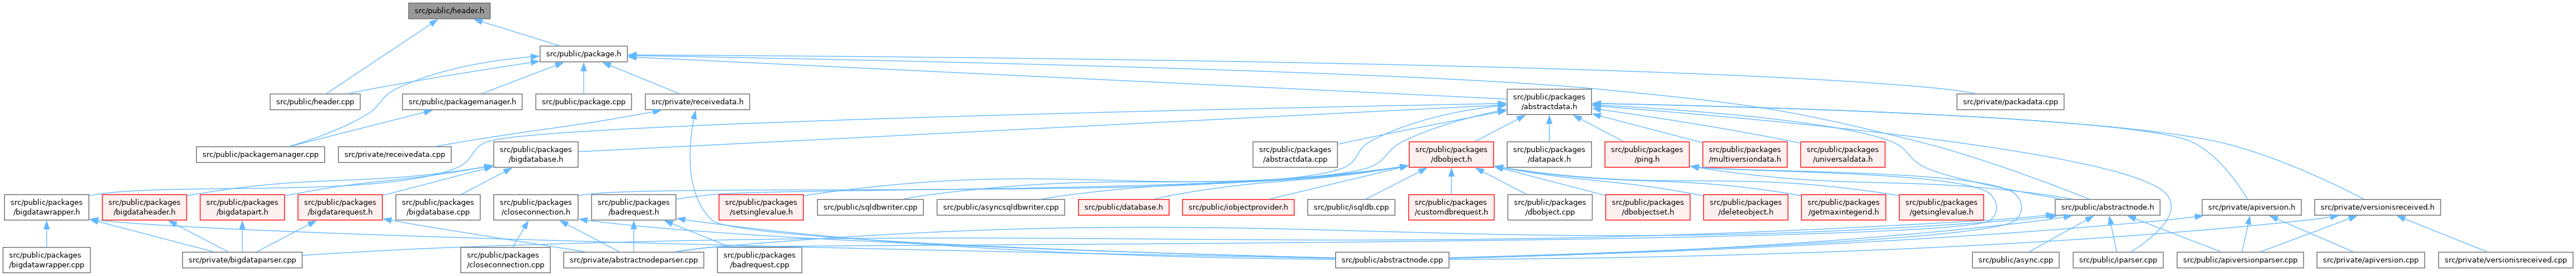 src/public/header.h
src/public/package.h
src/public/header.cpp
src/public/packagemanager.h
src/public/package.cpp
src/private/receivedata.h
src/public/packages
/abstractdata.h
src/private/packadata.cpp
src/public/packagemanager.cpp
src/private/receivedata.cpp
src/public/packages
/bigdatabase.h
src/public/packages
/abstractdata.cpp
src/public/packages
/dbobject.h
src/public/packages
/datapack.h
src/public/packages
/ping.h
src/public/packages
/multiversiondata.h
src/public/packages
/universaldata.h
src/public/packages
/bigdatawrapper.h
src/public/packages
/bigdataheader.h
src/public/packages
/bigdatapart.h
src/public/packages
/bigdatarequest.h
src/public/packages
/bigdatabase.cpp
src/public/packages
/closeconnection.h
src/public/packages
/badrequest.h
src/public/packages
/setsinglevalue.h
src/public/sqldbwriter.cpp
src/public/asyncsqldbwriter.cpp
src/public/database.h
src/public/iobjectprovider.h
src/public/isqldb.cpp
src/public/packages
/customdbrequest.h
src/public/packages
/dbobject.cpp
src/public/packages
/dbobjectset.h
src/public/packages
/deleteobject.h
src/public/packages
/getmaxintegerid.h
src/public/packages
/getsinglevalue.h
src/public/abstractnode.h
src/private/apiversion.h
src/private/versionisreceived.h
src/public/packages
/bigdatawrapper.cpp
src/private/bigdataparser.cpp
src/public/packages
/closeconnection.cpp
src/private/abstractnodeparser.cpp
src/public/packages
/badrequest.cpp
src/public/abstractnode.cpp
src/public/async.cpp
src/public/iparser.cpp
src/public/apiversionparser.cpp
src/private/apiversion.cpp
src/private/versionisreceived.cpp